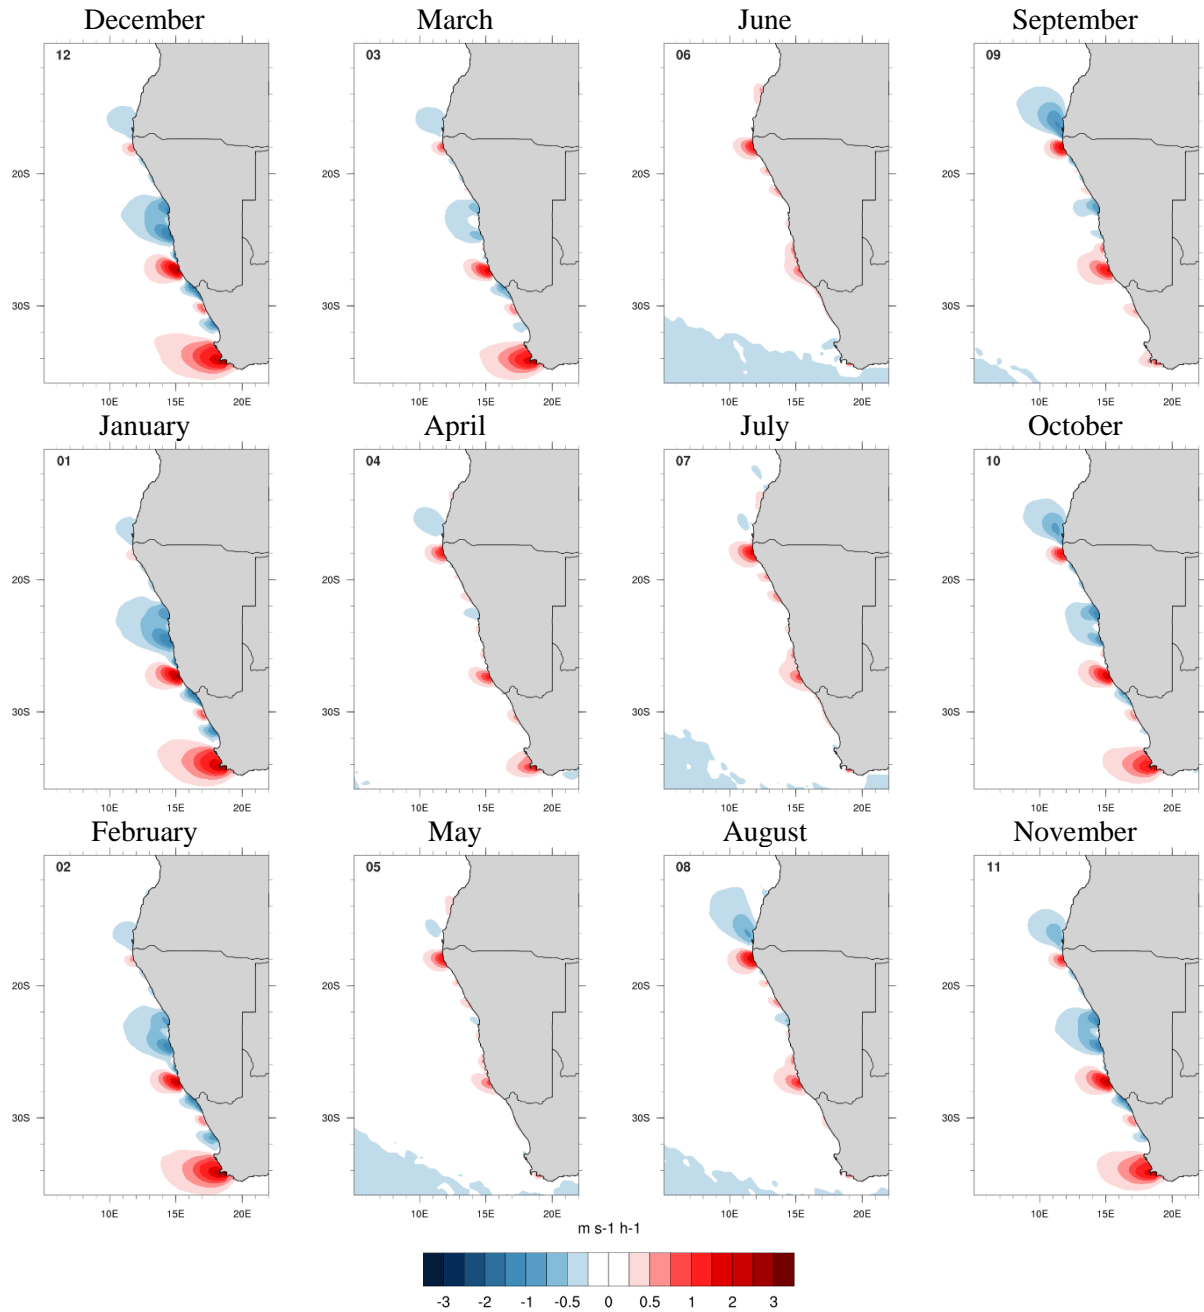 December March June September
12 03 06 09
20S 20S 20S 20S
30S 30S 30S 30S
10E 15E 20E 10E 15E 20E 10E 15E 20E 10E 15E 20E
January April July October
01 04 07 10
20S 20S 20S 20S
30S 30S 30S 30S
10E 15E 20E 10E 15E 20E 10E 15E 20E 10E 15E 20E
February May August November
02 05 08 11
20S 20S 20S 20S
30S 30S 30S 30S
10E 15E 20E 10E 15E 20E 10E 15E 20E 10E 15E 20E
m s-1 h-1
-3 -2 -1 -0.5 0 0.5 1 2 3